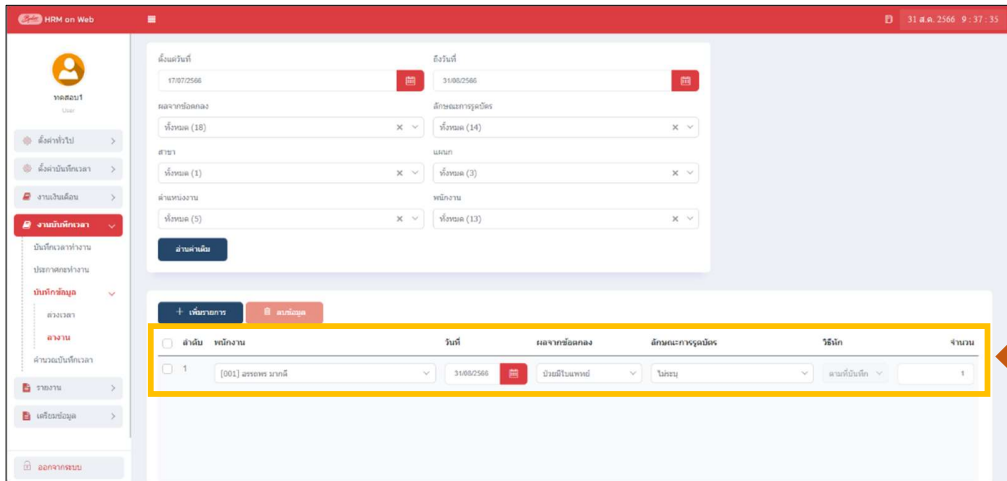 HRM on Web
31 ส.ค. 2566 9 : 37 : 35
ทดสอบ1
User
ตั้งค่าทั่วไป
ตั้งค่าบันทึกเวลา
งานเงินเดือน
งานบันทึกเวลา
บันทึกเวลาทำงาน
ประกาศกะทำงาน
บันทึกข้อมูล
ล่วงเวลา
ลางาน
คำนวณบันทึกเวลา
รายงาน
เตรียมข้อมูล
ออกจากระบบ
ตั้งแต่วันที่ ถึงวันที่
17/07/2566 31/08/2566
ผลจากข้อตกลง ลักษณะการรูดบัตร
ทั้งหมด (18) ทั้งหมด (14)
สาขา แผนก
ทั้งหมด (1) ทั้งหมด (3)
ตำแหน่งงาน พนักงาน
ทั้งหมด (5) ทั้งหมด (13)
อ่านค่าเดิม
+ เพิ่มรายการ ลบข้อมูล
ลำดับ พนักงาน วันที่ ผลจากข้อตกลง ลักษณะการรูดบัตร วิธีหัก จำนวน
1 [001] อรรถพร มากดี 31/08/2566 ป่วยมีใบแพทย์ ไม่ระบุ ตามที่บันทึก 1